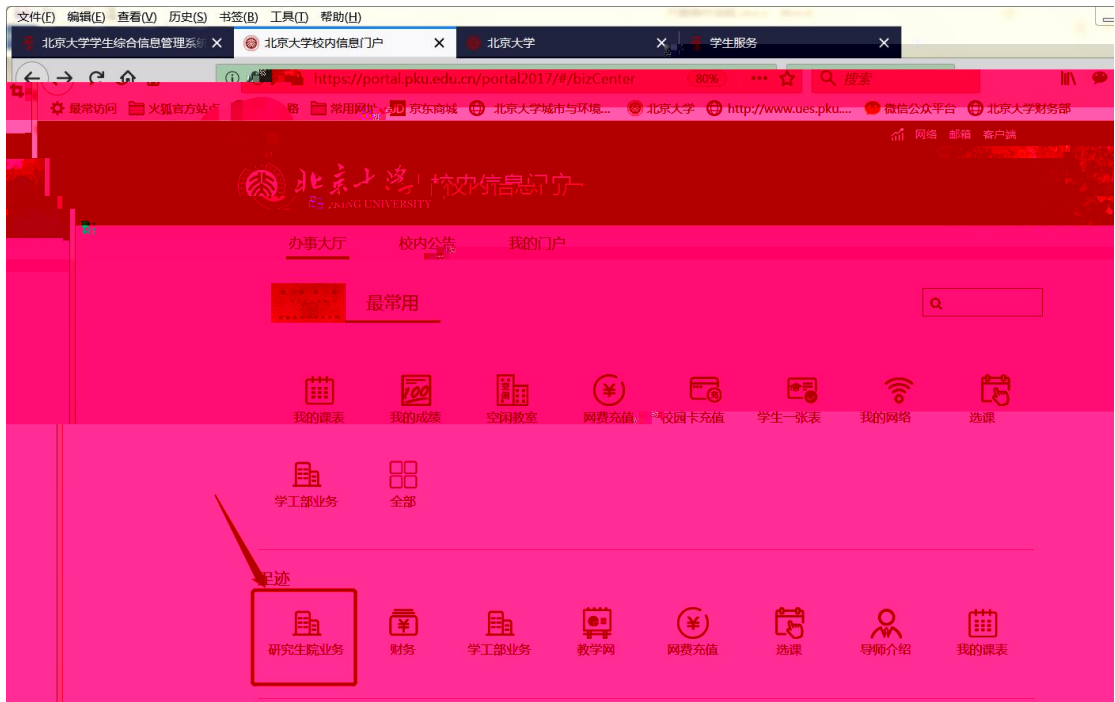 文件(F) 编辑(E) 查看(V) 历史(S) 书签(B) 工具(T) 帮助(H)
北京大学学生综合信息管理系统 北京大学校内信息门户 北京大学 学生服务
https://portal.pku.edu.cn/portal2017/#/bizCenter 80% 搜索
最常访问 火狐官方站点 常用网址 JD 京东商城 北京大学城市与环境... 北京大学 http://www.ues.pku.... 微信公众平台 北京大学财务部
网络 邮箱 客户端
北京大学 校内信息门户
UNIVERSITY
办事大厅 校内公告 我的门户
最常用
我的课表 我的成绩 空闲教室 网费充值 校园卡充值 学生一张表 我的网络 选课
学工部业务 全部
足迹
研究生院业务 财务 学工部业务 教学网 网费充值 选课 导师介绍 我的课表